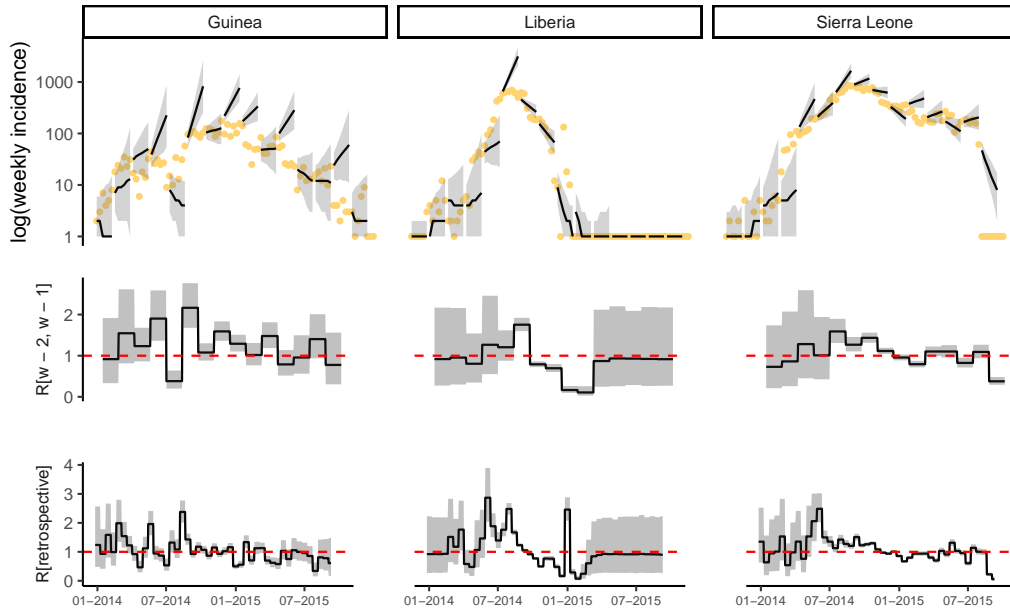 Guinea Liberia Sierra Leone
log(weekly incidence)
1000
100
10
1
R[w − 2, w − 1]
2
1
0
R[retrospective]
4
3
2
1
0
01−2014 07−2014 01−2015 07−2015 01−2014 07−2014 01−2015 07−2015 01−2014 07−2014 01−2015 07−2015